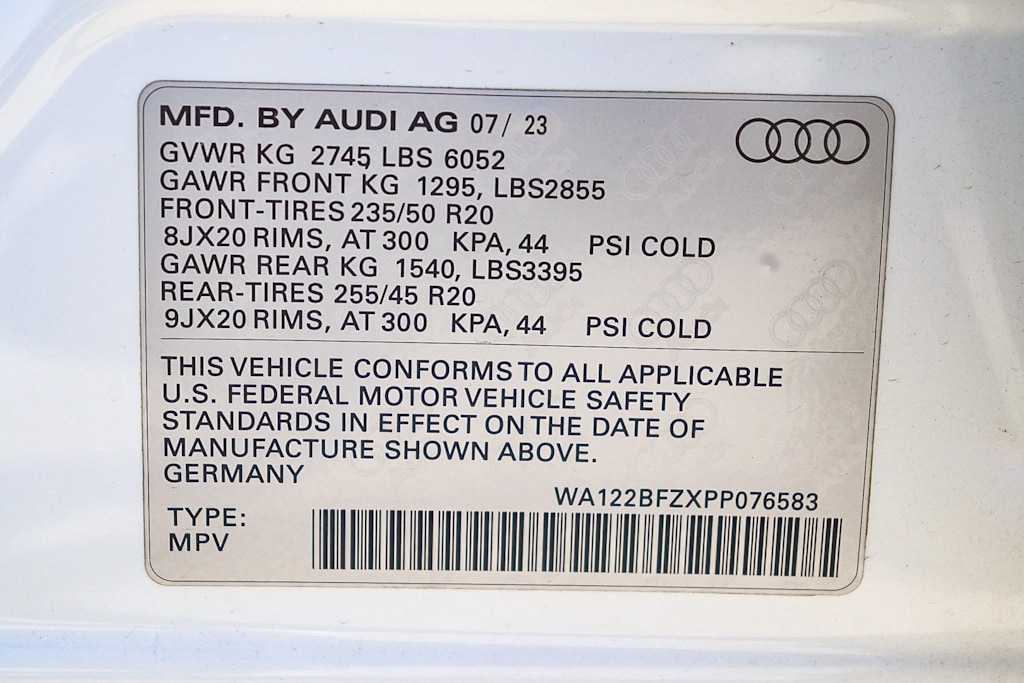 MFD. BY AUDI AG 07/ 23
GVWR KG 2745 LBS 6052
GAWR FRONT KG 1295, LBS2855
FRONT-TIRES 235/50 R20
8JX20 RIMS, AT 300 KPA, 44 PSI COLD
GAWR REAR KG 1540, LBS3395
REAR-TIRES 255/45 R20
9JX20 RIMS, AT 300 KPA, 44 PSI COLD
THIS VEHICLE CONFORMS TO ALL APPLICABLE
U.S. FEDERAL MOTOR VEHICLE SAFETY
STANDARDS IN EFFECT ON THE DATE OF
MANUFACTURE SHOWN ABOVE.
GERMANY
WA122BFZXPP076583
TYPE:
MPV